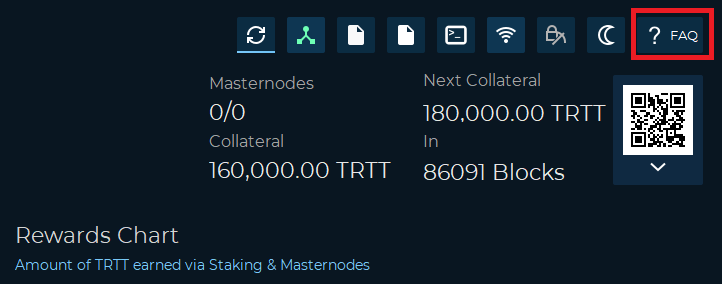 ? FAQ
Masternodes
0/0
Collateral
160,000.00 TRTT
Next Collateral
180,000.00 TRTT
In
86091 Blocks
Rewards Chart
Amount of TRTT earned via Staking & Masternodes